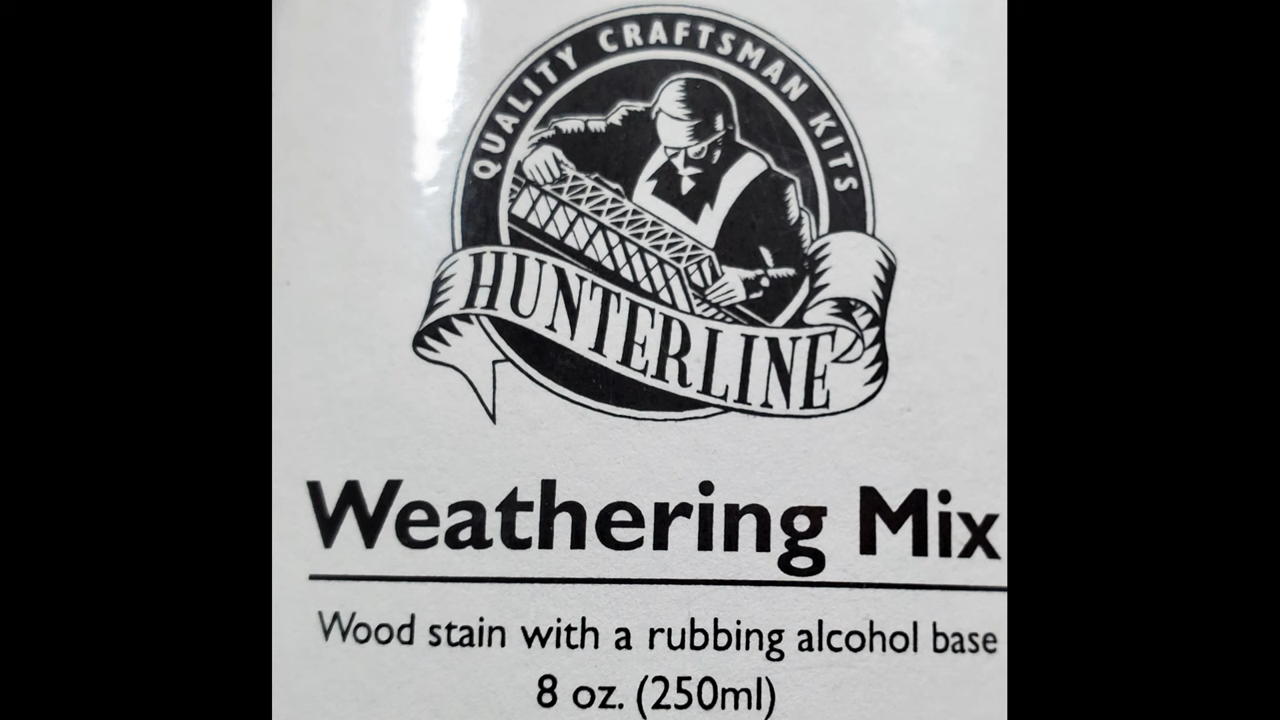 QUALITY CRAFTSMAN KITS
HUNTERLINE
Weathering Mix
Wood stain with a rubbing alcohol base
8 oz. (250ml)